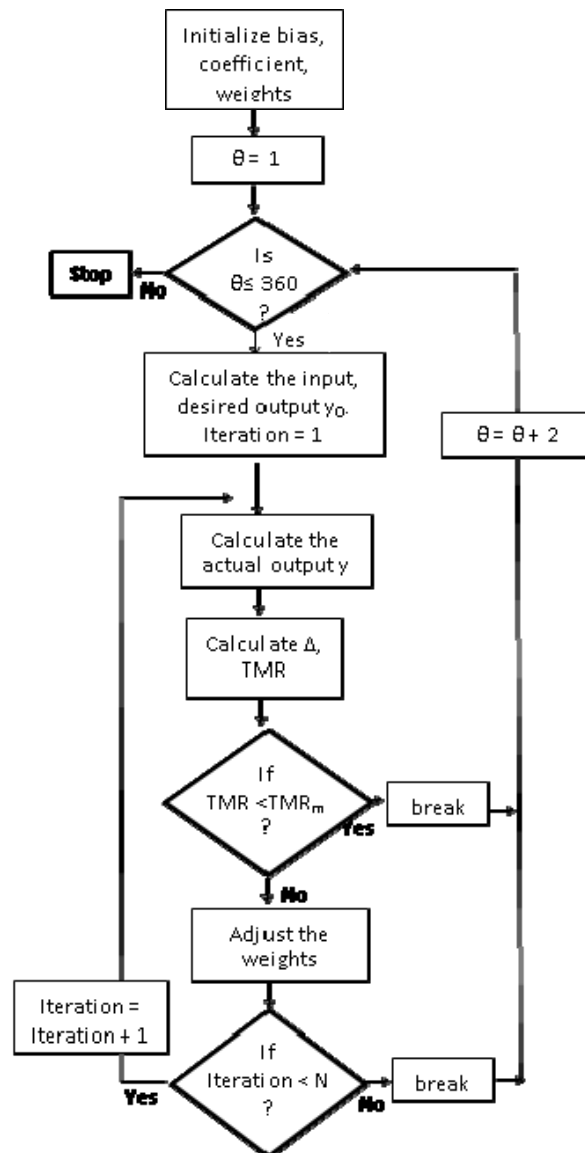 Initialize bias,
coefficient,
weights
θ = 1
Is
θ ≤ 360
?
Stop
No
Yes
Calculate the input,
desired output y₀.
Iteration = 1
θ = θ + 2
Calculate the
actual output y
Calculate Δ,
TMR
If
TMR <TMRₘ
?
Yes
break
No
Adjust the
weights
Iteration =
Iteration + 1
If
Iteration < N
?
Yes
No
break